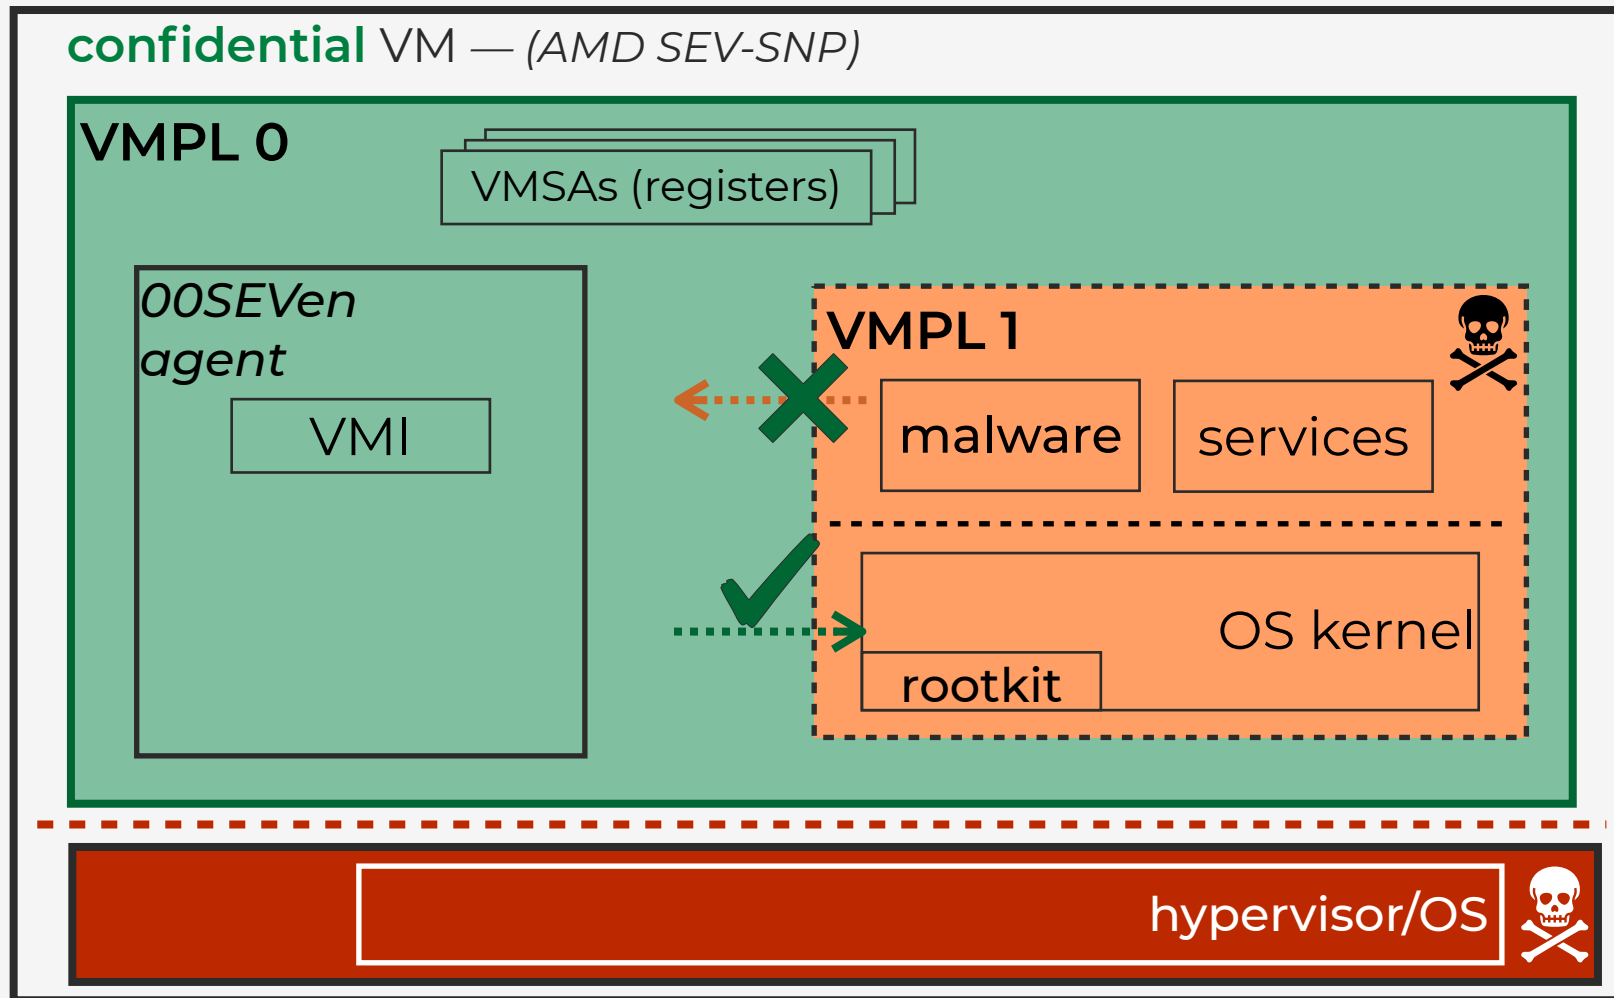 confidential VM — (AMD SEV-SNP)
VMPL 0
VMSAs (registers)
00SEVen
agent
VMI
VMPL 1
malware
services
OS kernel
rootkit
hypervisor/OS